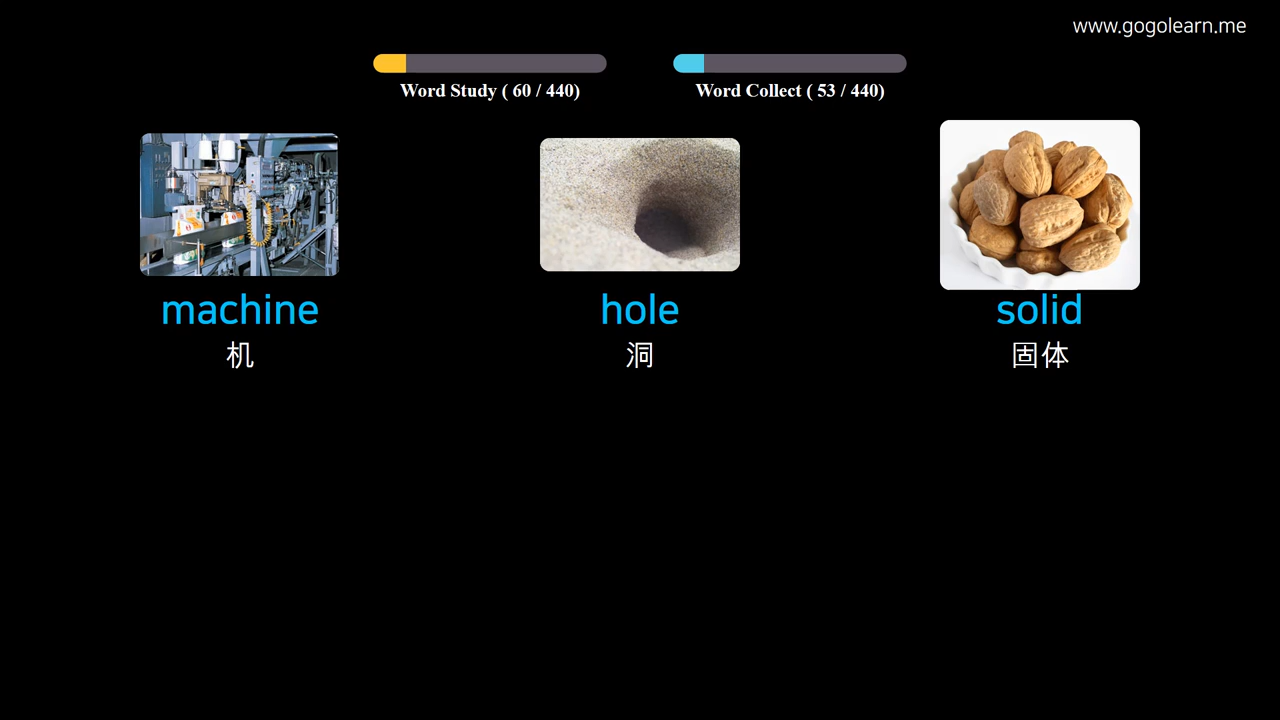 www.gogolearn.me
Word Study ( 60 / 440)
Word Collect ( 53 / 440)
machine
hole
solid
机
洞
固体